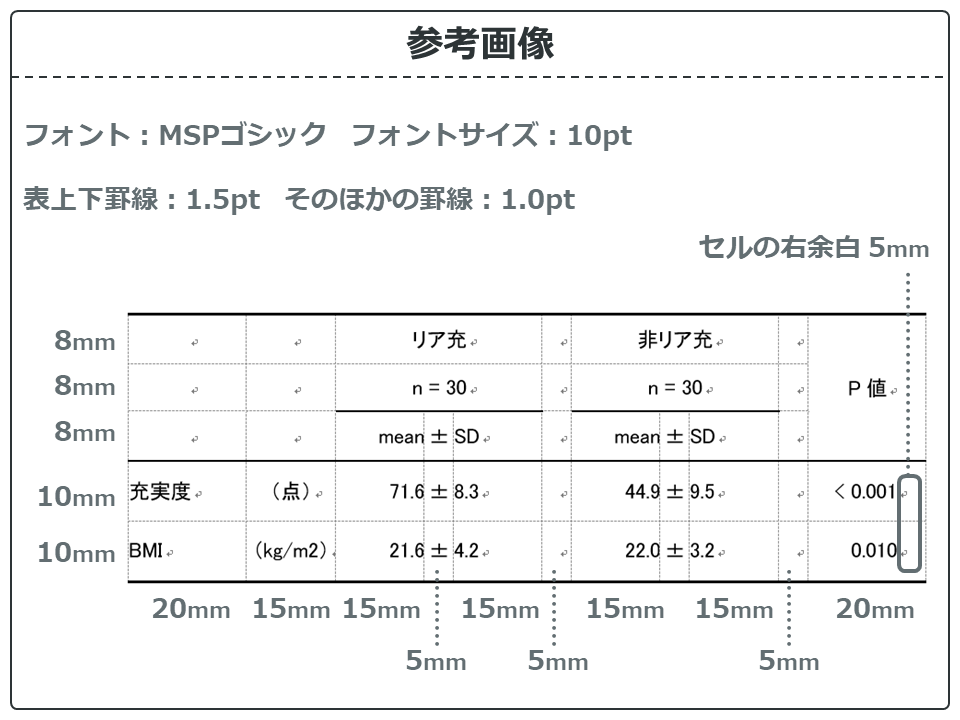 参考画像
フォント：MSPゴシック フォントサイズ：10pt
表上下罫線：1.5pt そのほかの罫線：1.0pt
セルの右余白 5mm
8mm リア充 非リア充
8mm n = 30 n = 30 P 値
8mm mean ± SD mean ± SD
10mm 充実度 （点） 71.6 ± 8.3 44.9 ± 9.5 < 0.001
10mm BMI （kg/m2） 21.6 ± 4.2 22.0 ± 3.2 0.010
20mm 15mm 15mm 15mm 15mm 15mm 20mm
5mm 5mm 5mm